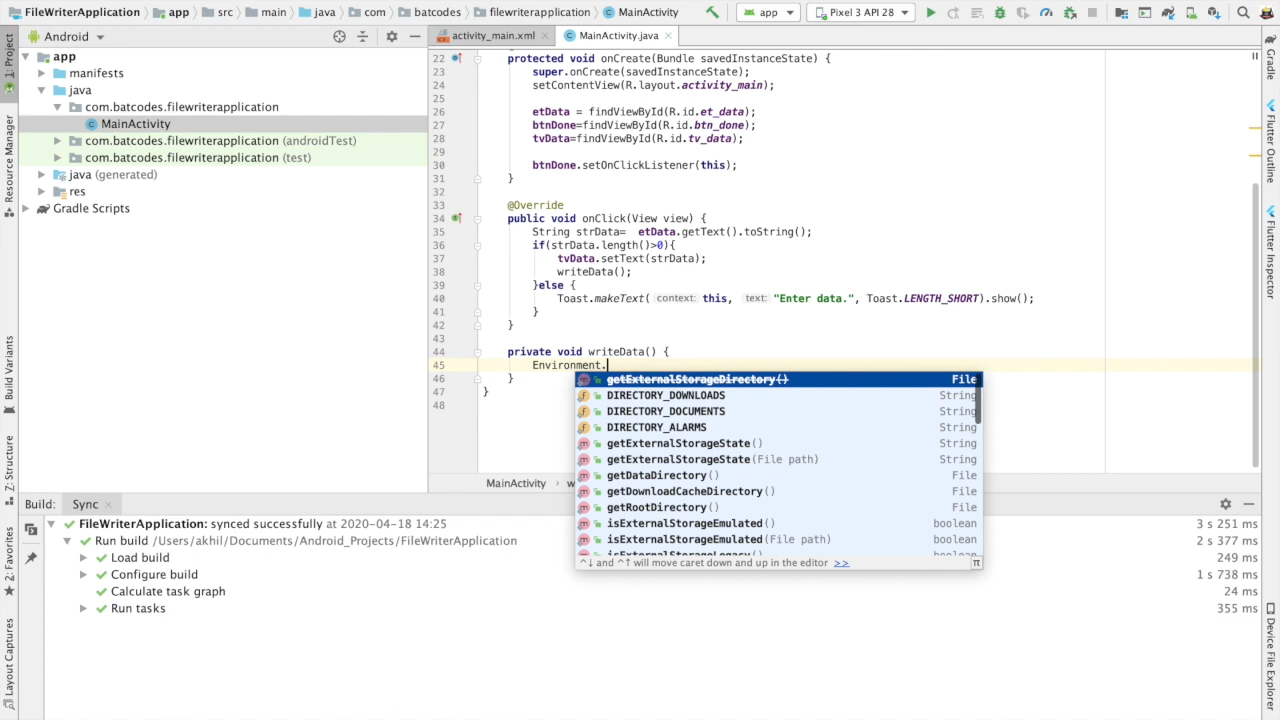 FileWriterApplication › app › src › main › java › com › batcodes › filewriterapplication › MainActivity
app
Pixel 3 API 28
Android
activity_main.xml
MainActivity.java
1: Project
Resource Manager
Build Variants
Z: Structure
2: Favorites
Layout Captures
app
manifests
java
com.batcodes.filewriterapplication
MainActivity
com.batcodes.filewriterapplication (androidTest)
com.batcodes.filewriterapplication (test)
java (generated)
res
Gradle Scripts
22 protected void onCreate(Bundle savedInstanceState) {
23 super.onCreate(savedInstanceState);
24 setContentView(R.layout.activity_main);
25
26 etData = findViewById(R.id.et_data);
27 btnDone=findViewById(R.id.btn_done);
28 tvData=findViewById(R.id.tv_data);
29
30 btnDone.setOnClickListener(this);
31 }
32
33 @Override
34 public void onClick(View view) {
35 String strData= etData.getText().toString();
36 if(strData.length()>0){
37 tvData.setText(strData);
38 writeData();
39 }else {
40 Toast.makeText( context: this, text: "Enter data.", Toast.LENGTH_SHORT).show();
41 }
42 }
43
44 private void writeData() {
45 Environment.
46 }
47 }
48
getExternalStorageDirectory() File
DIRECTORY_DOWNLOADS String
DIRECTORY_DOCUMENTS String
DIRECTORY_ALARMS String
getExternalStorageState() String
getExternalStorageState(File path) String
getDataDirectory() File
getDownloadCacheDirectory() File
getRootDirectory() File
isExternalStorageEmulated() boolean
isExternalStorageEmulated(File path) boolean
isExternalStorageLegacy() boolean
^↓ and ^↑ will move caret down and up in the editor >>
π
MainActivity › w
Gradle
Flutter Outline
Flutter Inspector
Device File Explorer
Build: Sync
FileWriterApplication: synced successfully at 2020-04-18 14:25 3 s 251 ms
Run build /Users/akhil/Documents/Android_Projects/FileWriterApplication 2 s 377 ms
Load build 249 ms
Configure build 1 s 738 ms
Calculate task graph 24 ms
Run tasks 355 ms